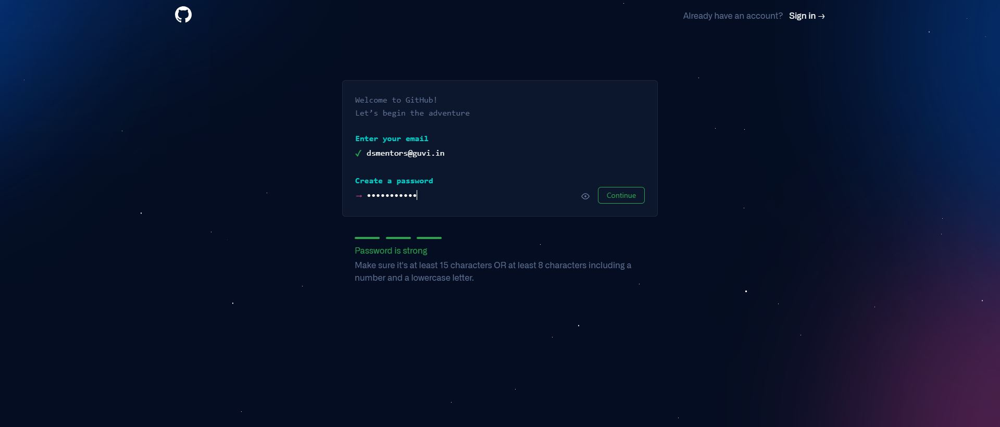 Already have an account? Sign in →
Welcome to GitHub!
Let’s begin the adventure
Enter your email
✓ dsmentors@guvi.in
Create a password
→ •••••••••••
Continue
Password is strong
Make sure it's at least 15 characters OR at least 8 characters including a
number and a lowercase letter.